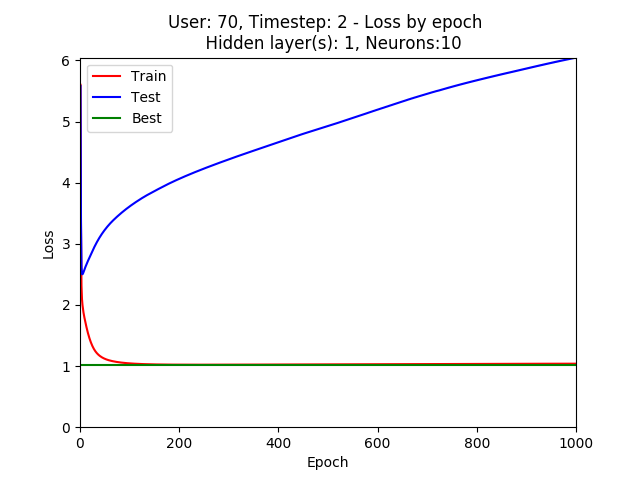 User: 70, Timestep: 2 - Loss by epoch
Hidden layer(s): 1, Neurons:10
Train
Test
Best
6
5
4
3
2
1
0
Loss
0 200 400 600 800 1000
Epoch